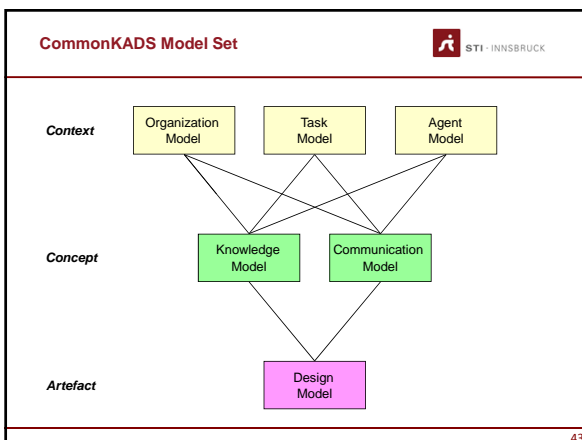 CommonKADS Model Set
STI · INNSBRUCK
Context
Organization
Model
Task
Model
Agent
Model
Concept
Knowledge
Model
Communication
Model
Artefact
Design
Model
43